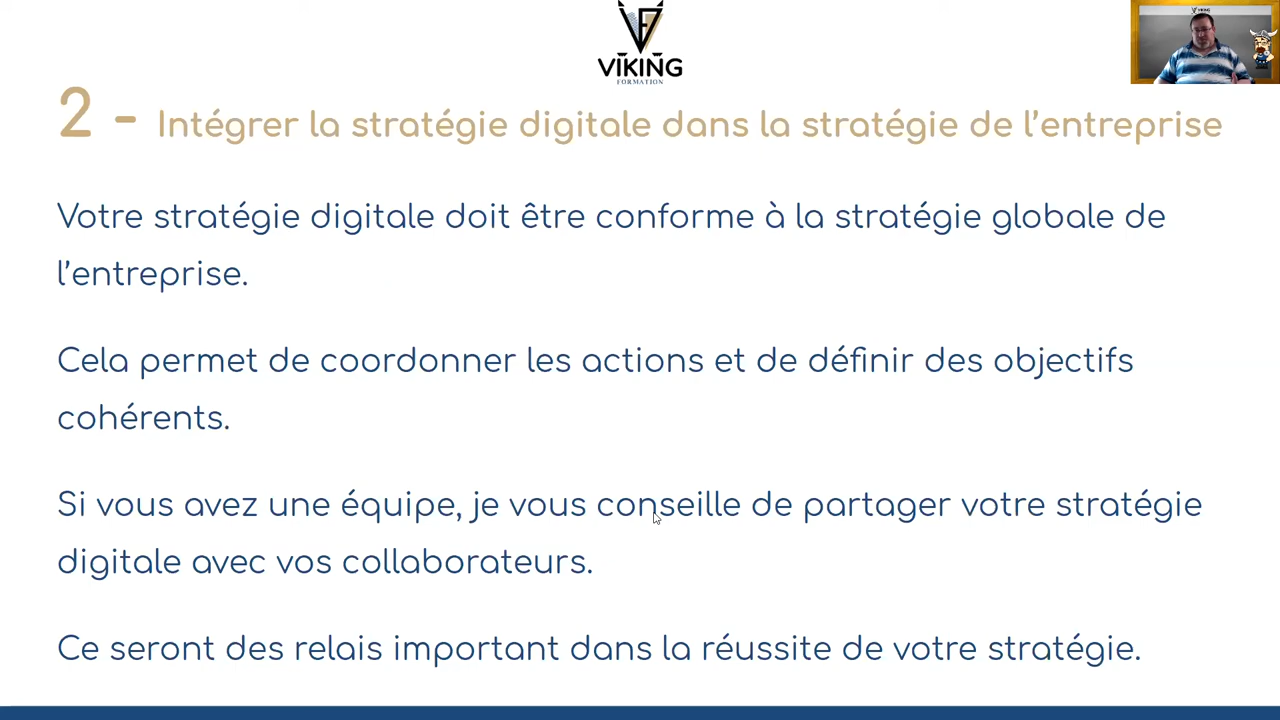 VIKING
FORMATION
VIKING
2 - Intégrer la stratégie digitale dans la stratégie de l’entreprise
Votre stratégie digitale doit être conforme à la stratégie globale de
l’entreprise.
Cela permet de coordonner les actions et de définir des objectifs
cohérents.
Si vous avez une équipe, je vous conseille de partager votre stratégie
digitale avec vos collaborateurs.
Ce seront des relais important dans la réussite de votre stratégie.